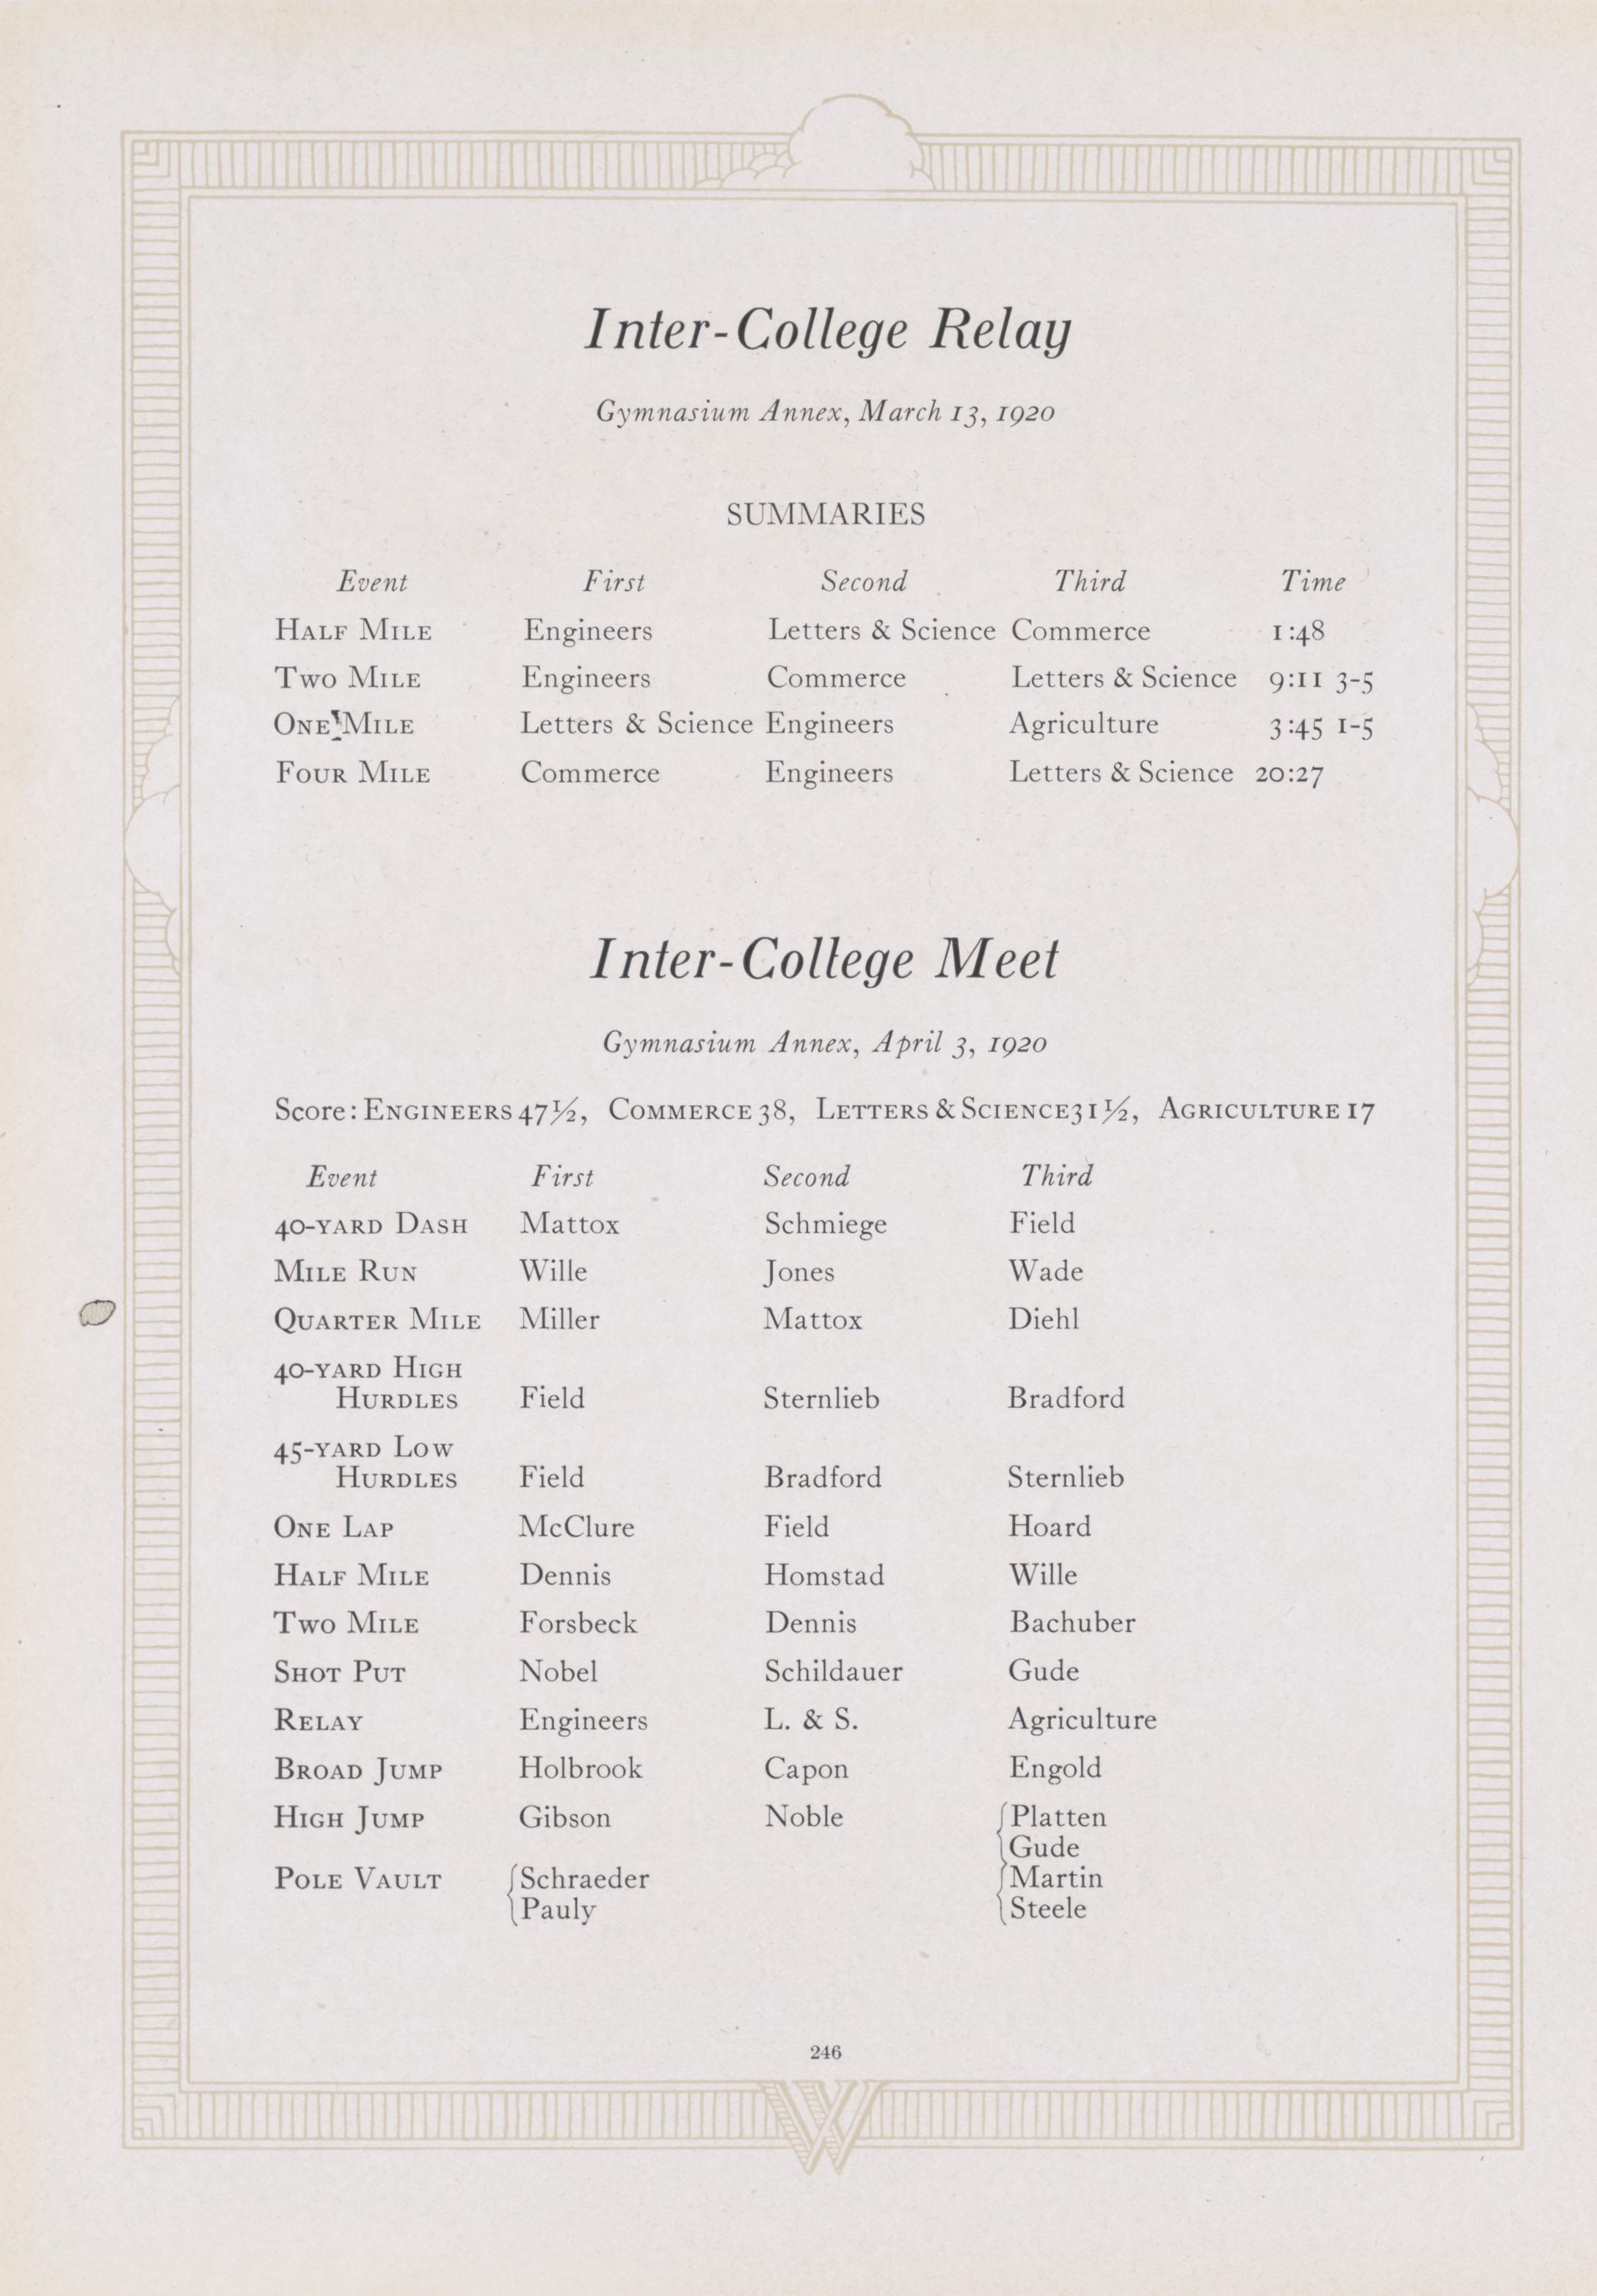 Inter-College Relay
Gymnasium Annex, March 13, 1920
SUMMARIES
Event First Second Third Time
HALF MILE Engineers Letters & Science Commerce 1:48
TWO MILE Engineers Commerce Letters & Science 9:11 3-5
ONE MILE Letters & Science Engineers Agriculture 3:45 1-5
FOUR MILE Commerce Engineers Letters & Science 20:27
Inter-College Meet
Gymnasium Annex, April 3, 1920
Score: ENGINEERS 47½, COMMERCE 38, LETTERS & SCIENCE 31½, AGRICULTURE 17
Event First Second Third
40-YARD DASH Mattox Schmiege Field
MILE RUN Wille Jones Wade
QUARTER MILE Miller Mattox Diehl
40-YARD HIGH
HURDLES Field Sternlieb Bradford
45-YARD LOW
HURDLES Field Bradford Sternlieb
ONE LAP McClure Field Hoard
HALF MILE Dennis Homstad Wille
TWO MILE Forsbeck Dennis Bachuber
SHOT PUT Nobel Schildauer Gude
RELAY Engineers L. & S. Agriculture
BROAD JUMP Holbrook Capon Engold
HIGH JUMP Gibson Noble Platten
Gude
POLE VAULT Schraeder Martin
Pauly Steele
246
W